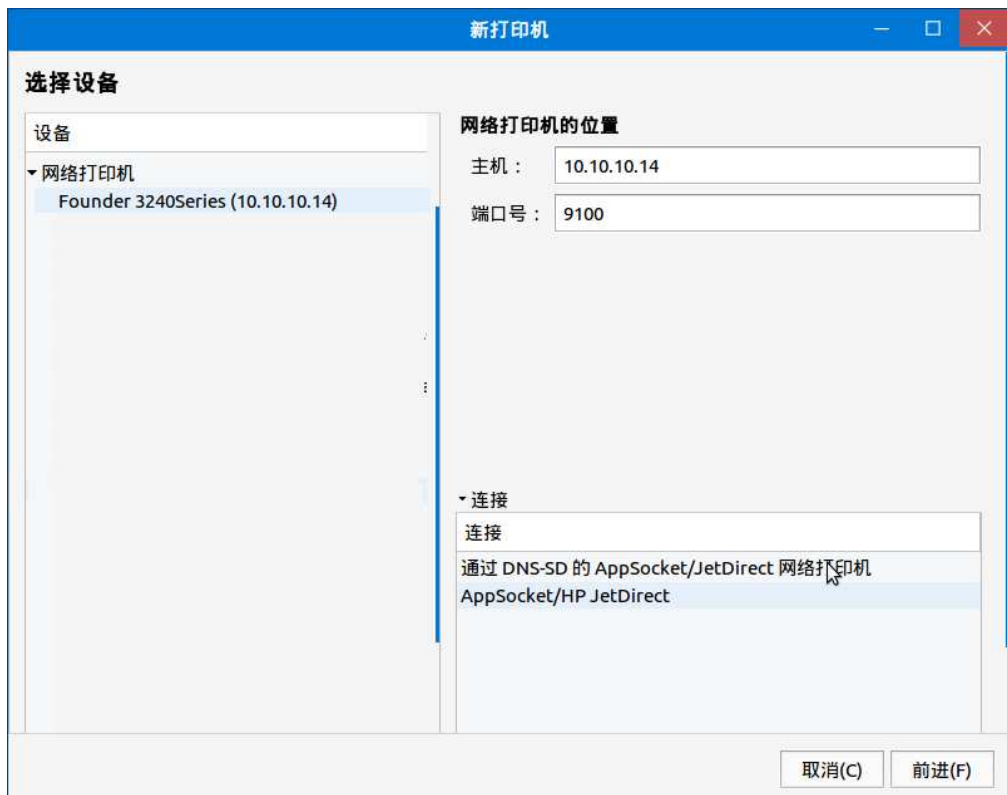 新打印机
选择设备
设备
网络打印机
Founder 3240Series (10.10.10.14)
网络打印机的位置
主机： 10.10.10.14
端口号： 9100
连接
连接
通过 DNS-SD 的 AppSocket/JetDirect 网络打印机
AppSocket/HP JetDirect
取消(C) 前进(F)